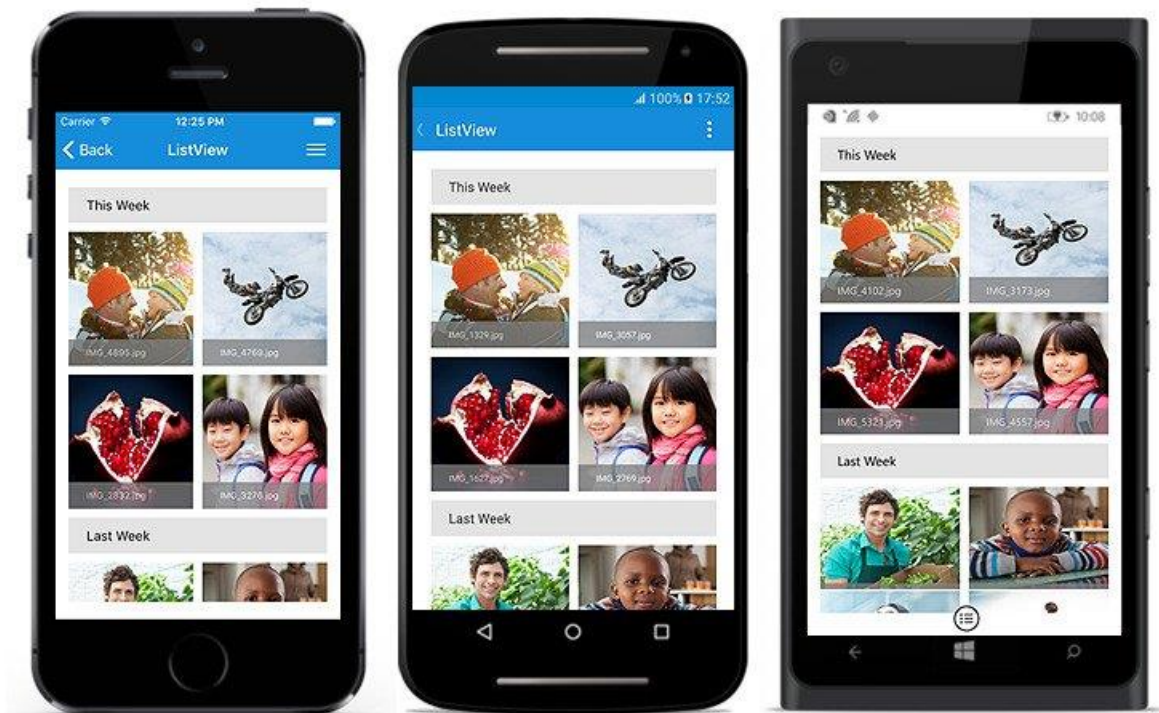 Carrier 12:25 PM
Back ListView
This Week
IMG_4895.jpg IMG_4769.jpg
IMG_2832.jpg IMG_3276.jpg
Last Week
100% 17:52
ListView
This Week
IMG_1329.jpg IMG_3057.jpg
IMG_1627.jpg IMG_2769.jpg
Last Week
10:08
This Week
IMG_4102.jpg IMG_3173.jpg
IMG_5323.jpg IMG_4557.jpg
Last Week